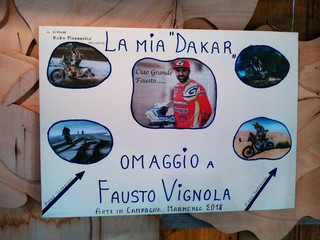 LA MIA "DAKAR"
Ciao Grande
Fausto......
OMAGGIO A
FAUSTO VIGNOLA
ARTE IN CAMPAGNA, MARMOREC 2018